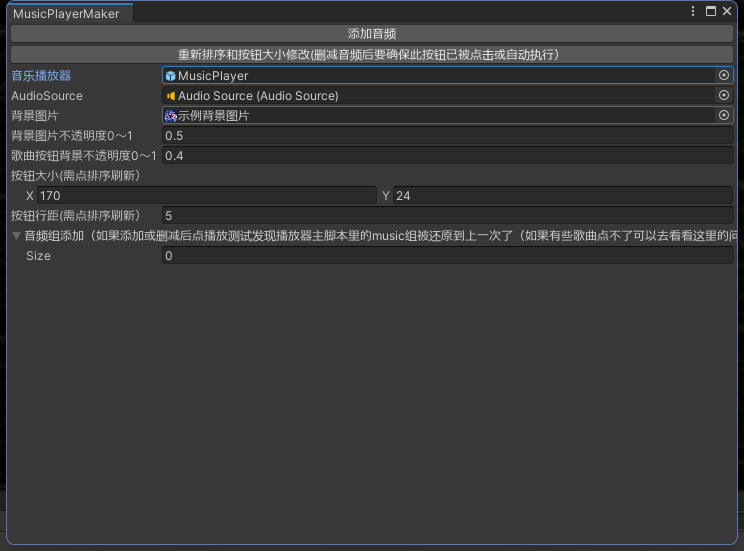 MusicPlayerMaker
添加音频
重新排序和按钮大小修改(删减音频后要确保此按钮已被点击或自动执行)
音乐播放器 MusicPlayer
AudioSource Audio Source (Audio Source)
背景图片 示例背景图片
背景图片不透明度0～1 0.5
歌曲按钮背景不透明度0～1 0.4
按钮大小(需点排序刷新)
X 170 Y 24
按钮行距(需点排序刷新) 5
音频组添加（如果添加或删减后点播放测试发现播放器主脚本里的music组被还原到上一次了（如果有些歌曲点不了可以去看看这里的问
Size 0